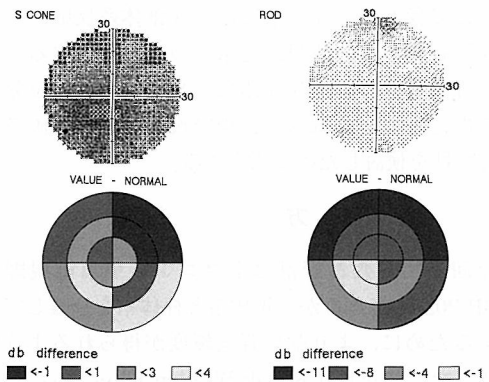 S CONE
30
30
VALUE - NORMAL
db difference
<-1 <1 <3 <4
ROD
30
30
VALUE - NORMAL
db difference
<-11 <-8 <-4 <-1